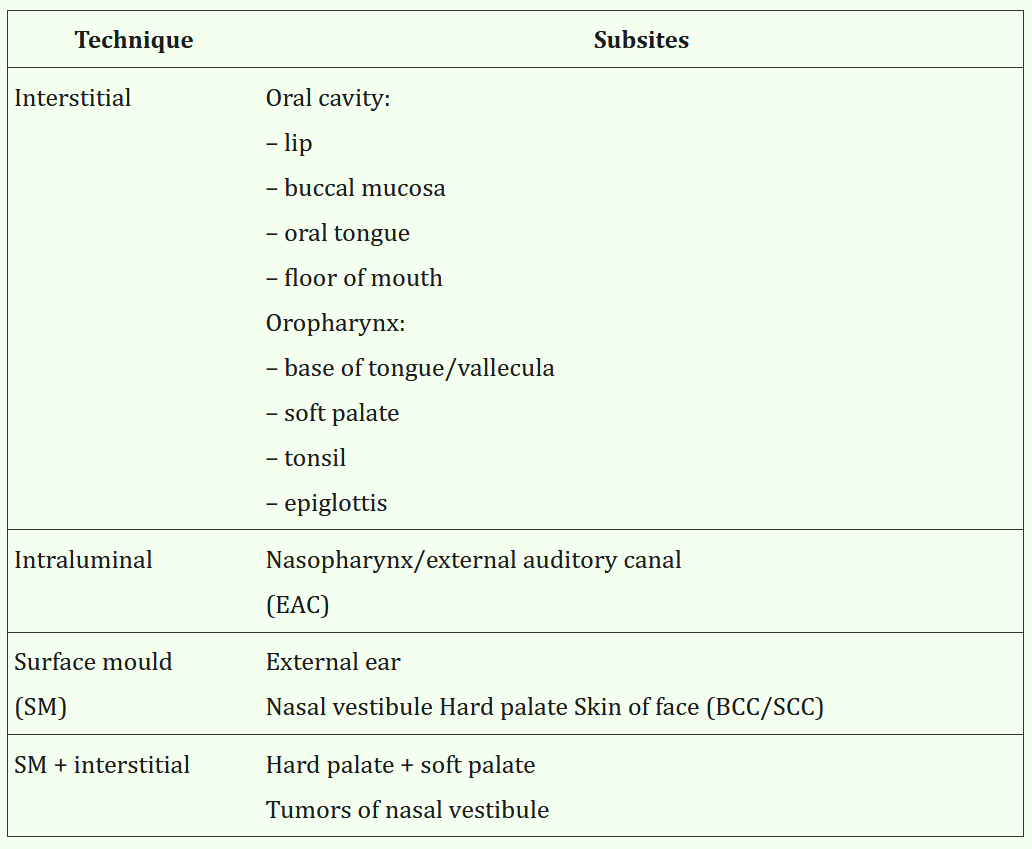 Technique Subsites
Interstitial Oral cavity:
– lip
– buccal mucosa
– oral tongue
– floor of mouth
Oropharynx:
– base of tongue/vallecula
– soft palate
– tonsil
– epiglottis
Intraluminal Nasopharynx/external auditory canal
(EAC)
Surface mould External ear
(SM) Nasal vestibule Hard palate Skin of face (BCC/SCC)
SM + interstitial Hard palate + soft palate
Tumors of nasal vestibule